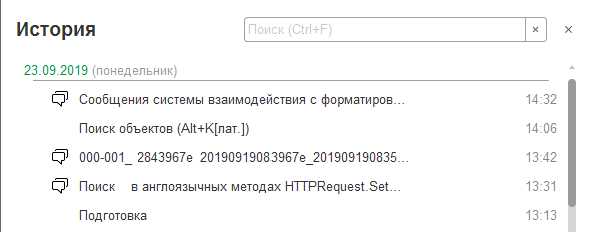 История
Поиск (Ctrl+F)
23.09.2019 (понедельник)
Сообщения системы взаимодействия с форматиров... 14:32
Поиск объектов (Alt+K[лат.]) 14:06
000-001_ 2843967e 20190919083967e_201909190835... 13:42
Поиск в англоязычных методах HTTPRequest.Set... 13:31
Подготовка 13:13